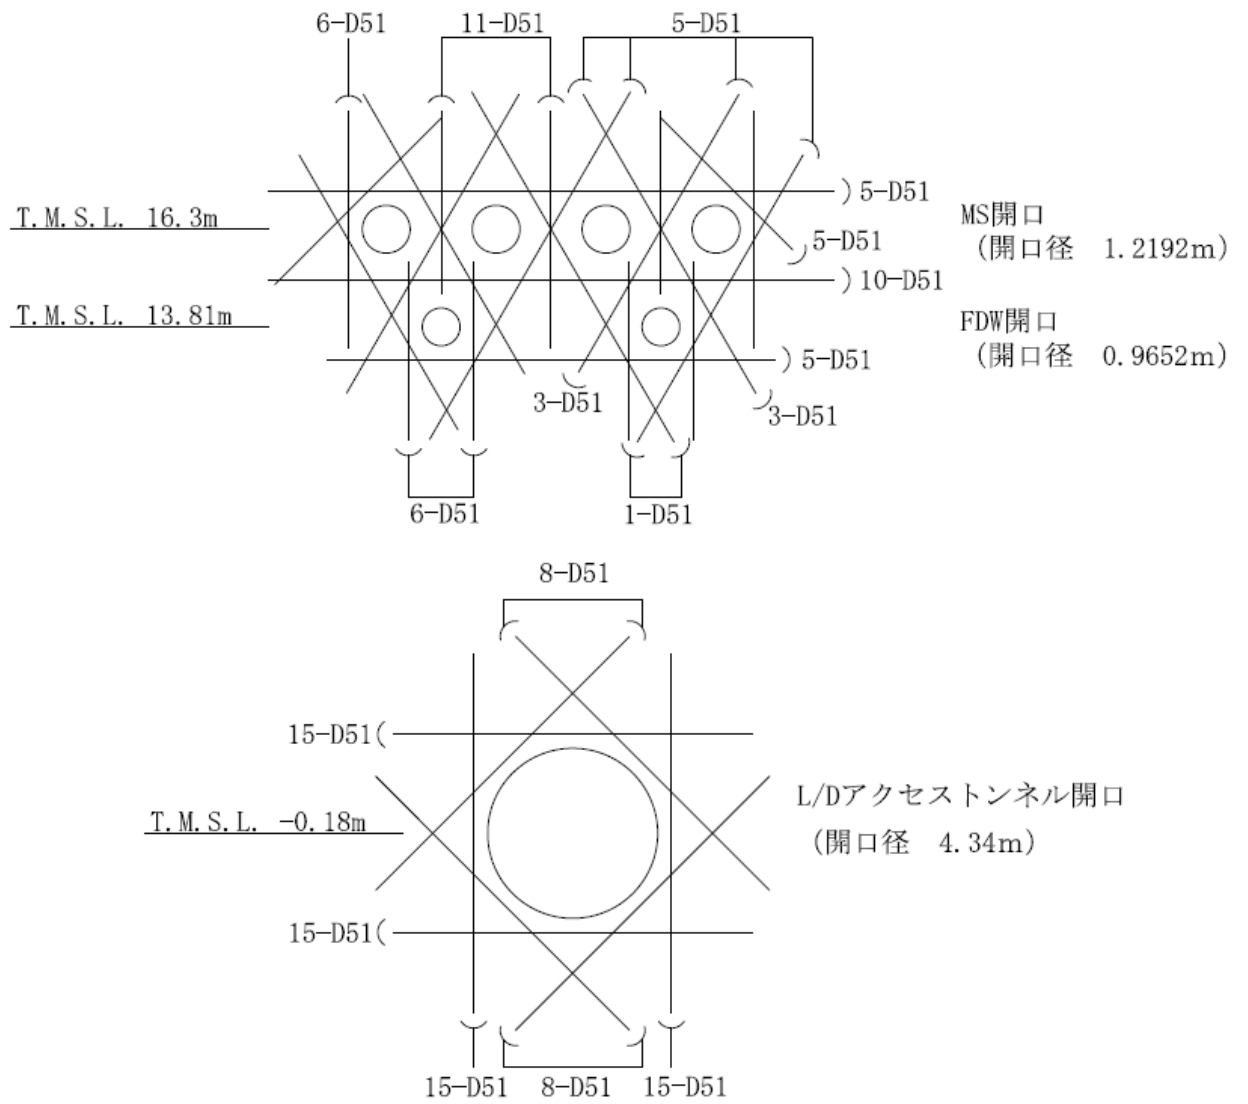 6-D51
11-D51
5-D51
5-D51
T.M.S.L. 16.3m
MS開口
(開口径 1.2192m)
5-D51
10-D51
T.M.S.L. 13.81m
FDW開口
(開口径 0.9652m)
5-D51
3-D51
3-D51
6-D51
1-D51
8-D51
15-D51
L/Dアクセストンネル開口
T.M.S.L. -0.18m
(開口径 4.34m)
15-D51
15-D51
8-D51
15-D51